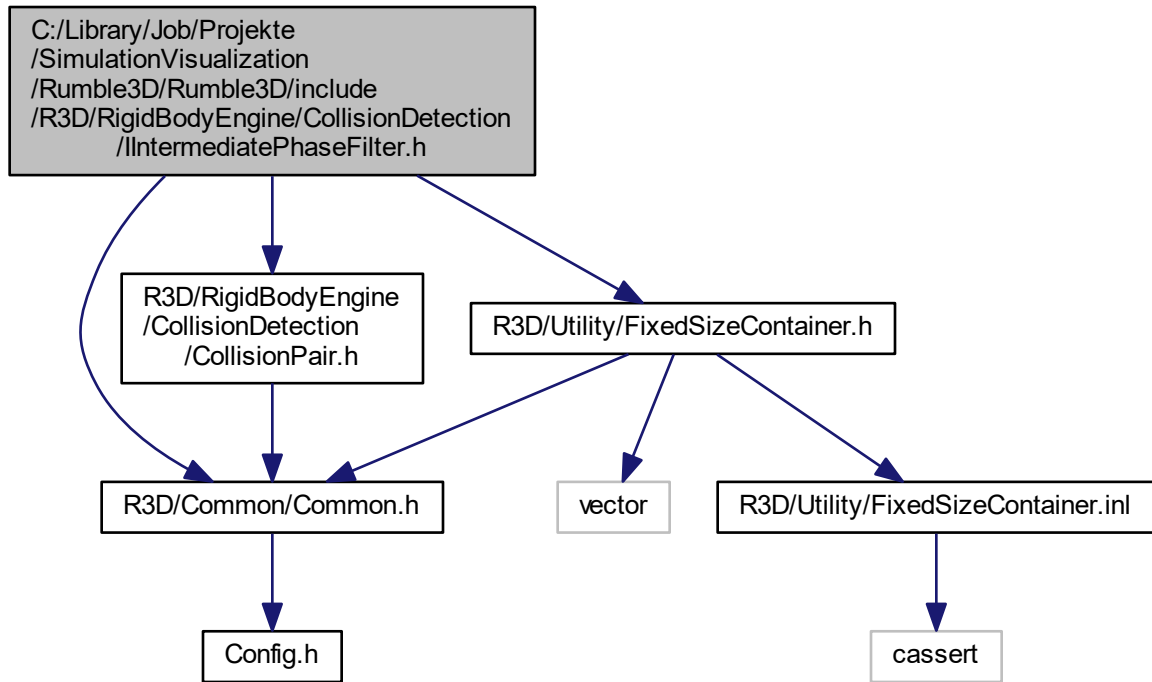 C:/Library/Job/Projekte
/SimulationVisualization
/Rumble3D/Rumble3D/include
/R3D/RigidBodyEngine/CollisionDetection
/IIntermediatePhaseFilter.h
R3D/RigidBodyEngine
/CollisionDetection
/CollisionPair.h
R3D/Utility/FixedSizeContainer.h
R3D/Common/Common.h
vector
R3D/Utility/FixedSizeContainer.inl
Config.h
cassert